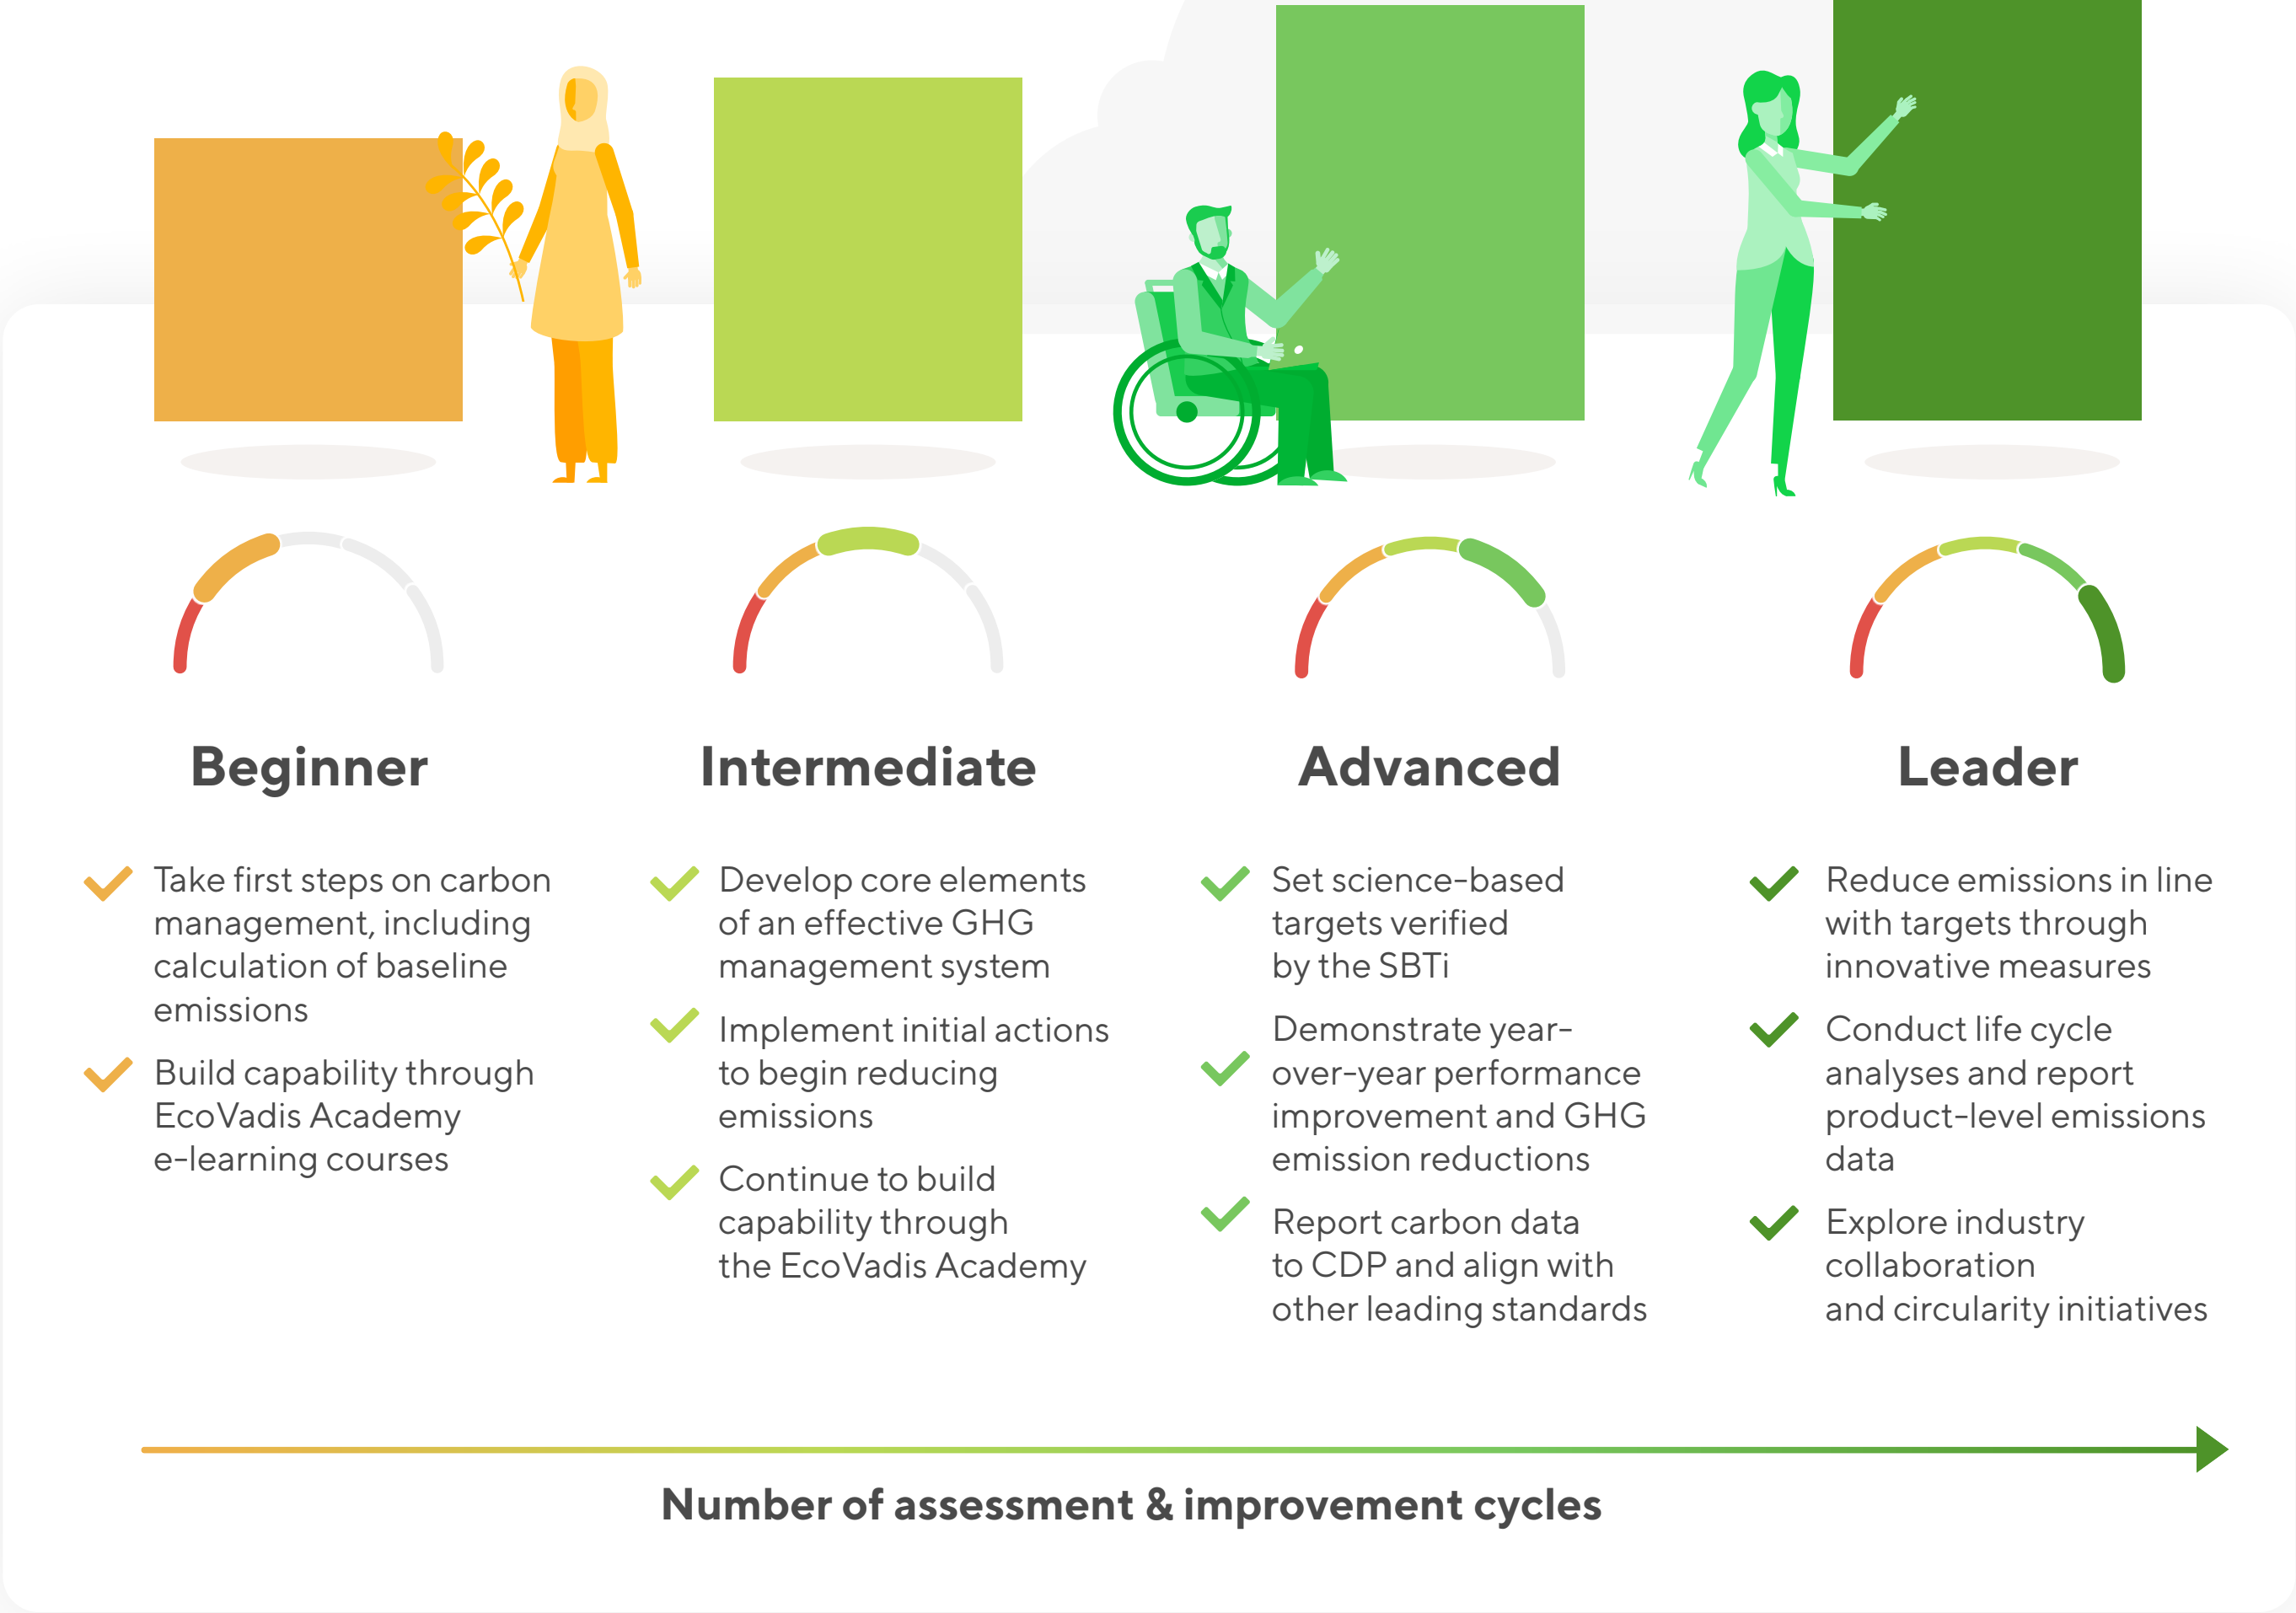 Beginner
Take first steps on carbon
management, including
calculation of baseline
emissions
Build capability through
EcoVadis Academy
e-learning courses
Intermediate
Develop core elements
of an effective GHG
management system
Implement initial actions
to begin reducing
emissions
Continue to build
capability through
the EcoVadis Academy
Advanced
Set science-based
targets verified
by the SBTi
Demonstrate year-
over-year performance
improvement and GHG
emission reductions
Report carbon data
to CDP and align with
other leading standards
Leader
Reduce emissions in line
with targets through
innovative measures
Conduct life cycle
analyses and report
product-level emissions
data
Explore industry
collaboration
and circularity initiatives
Number of assessment & improvement cycles